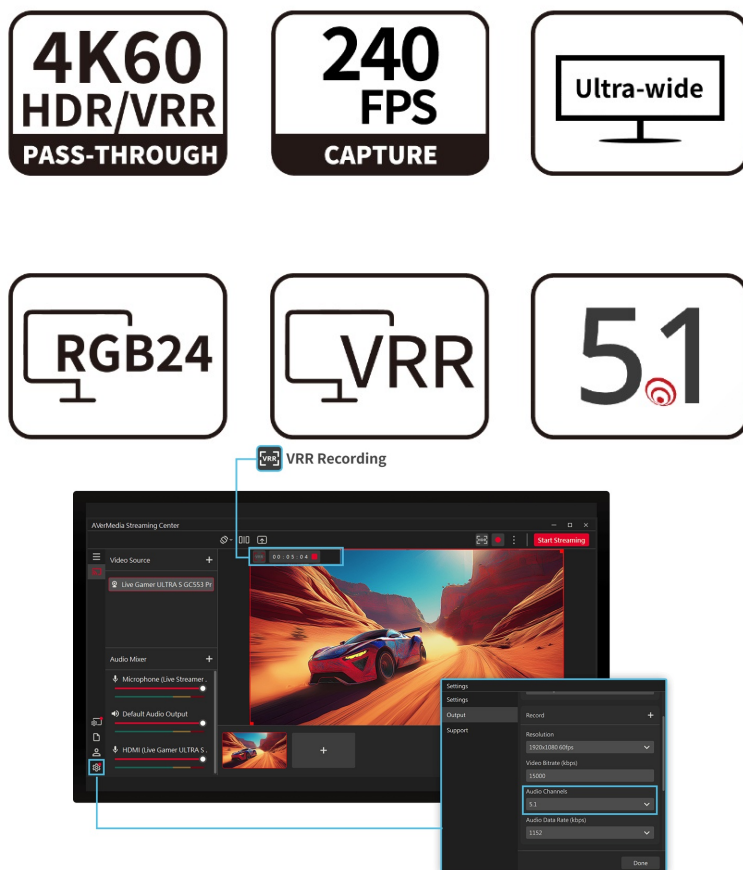 4K60
HDR/VRR
PASS-THROUGH
240
FPS
CAPTURE
Ultra-wide
RGB24
VRR
5.1
VRR
VRR Recording
AVerMedia Streaming Center
Start Streaming
Video Source
+
00:05:04
Live Gamer ULTRA S GC553 Pr
Audio Mixer
+
Microphone (Live Streamer .
Default Audio Output
HDMI (Live Gamer ULTRA S .
+
Settings
Settings
Output
Support
Record
+
Resolution
1920x1080 60fps
Video Bitrate (kbps)
15000
Audio Channels
5.1
Audio Data Rate (kbps)
1152
Done